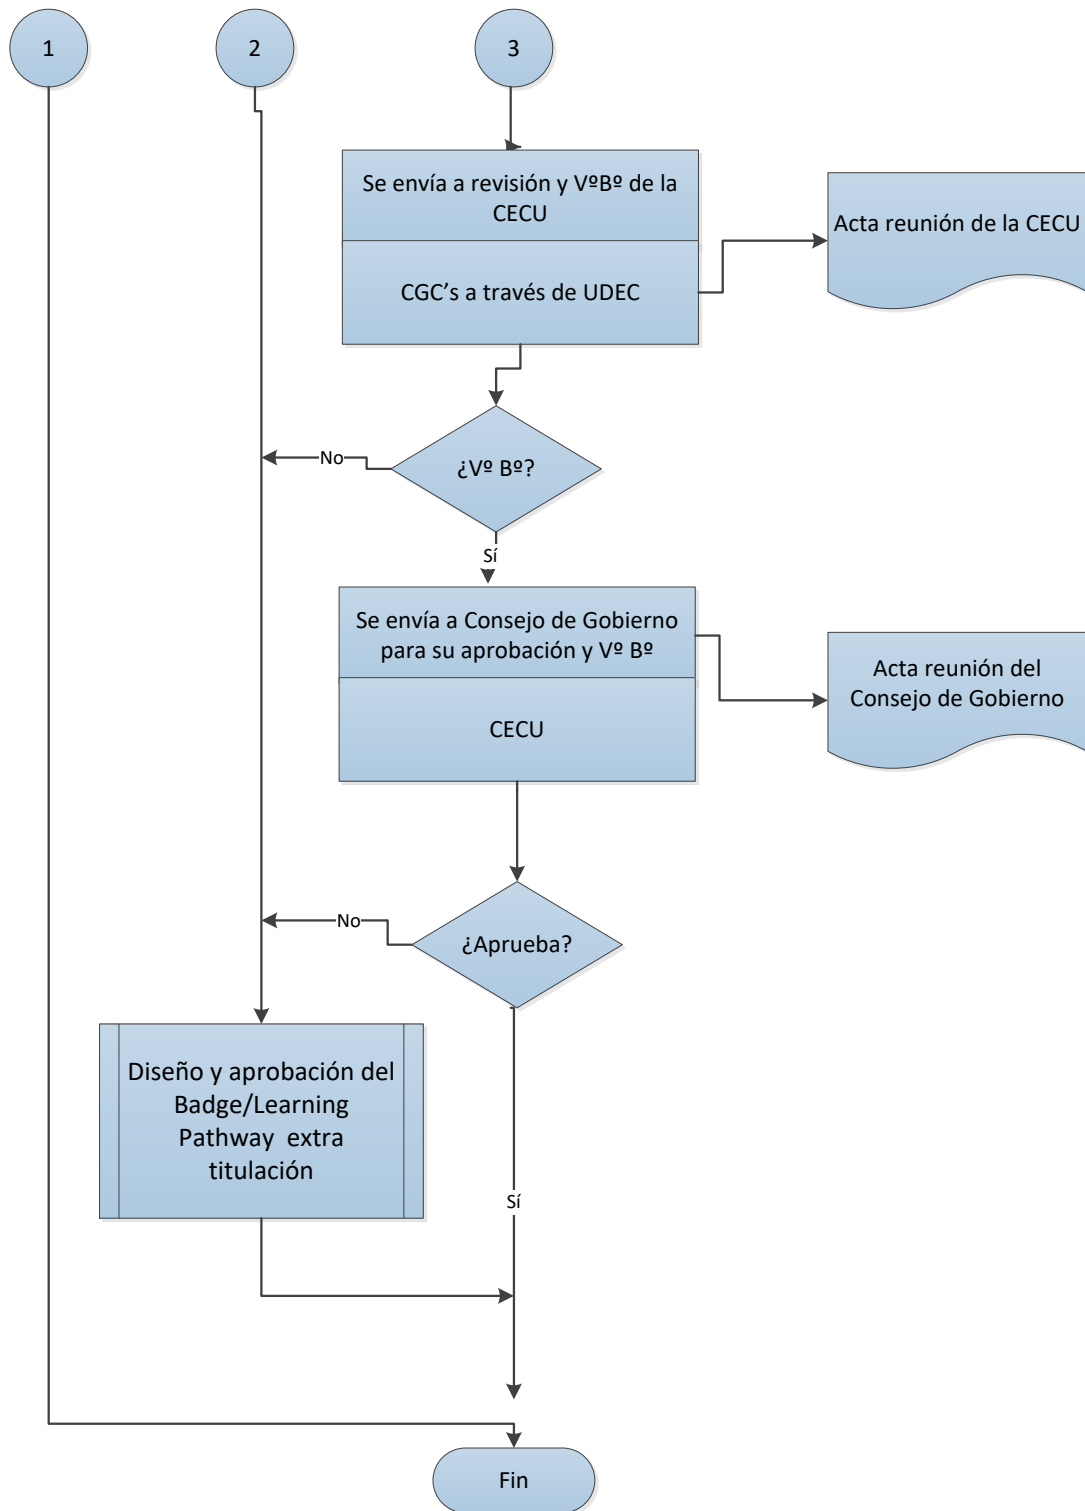 1
2
3
Se envía a revisión y VºBº de la
CECU
CGC’s a través de UDEC
Acta reunión de la CECU
¿Vº Bº?
No
Sí
Se envía a Consejo de Gobierno
para su aprobación y Vº Bº
CECU
Acta reunión del
Consejo de Gobierno
¿Aprueba?
No
Diseño y aprobación del
Badge/Learning
Pathway extra
titulación
Sí
Fin